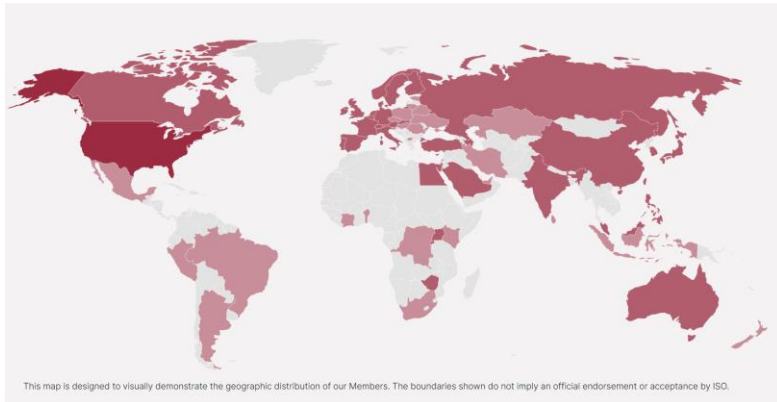 This map is designed to visually demonstrate the geographic distribution of our Members. The boundaries shown do not imply an official endorsement or acceptance by ISO.